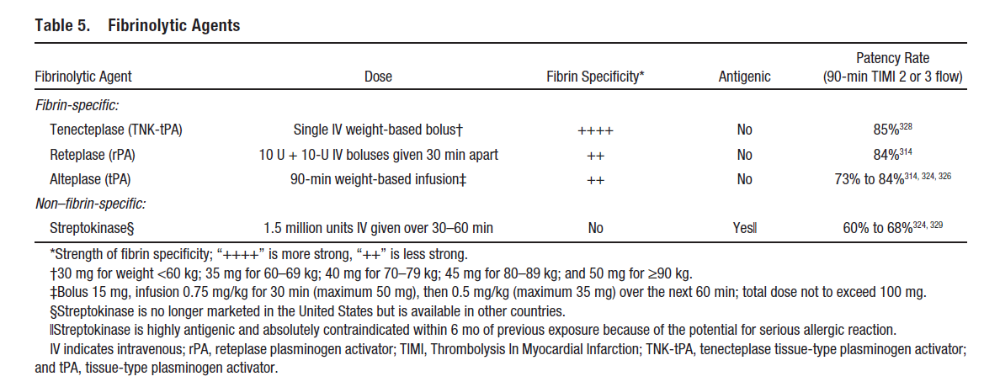 Table 5. Fibrinolytic Agents
Patency Rate
Fibrinolytic Agent Dose Fibrin Specificity* Antigenic (90-min TIMI 2 or 3 flow)
Fibrin-specific:
Tenecteplase (TNK-tPA) Single IV weight-based bolus† ++++ No 85%328
Reteplase (rPA) 10 U + 10-U IV boluses given 30 min apart ++ No 84%314
Alteplase (tPA) 90-min weight-based infusion‡ ++ No 73% to 84%314, 324, 326
Non–fibrin-specific:
Streptokinase§ 1.5 million units IV given over 30–60 min No Yes‖ 60% to 68%324, 329
*Strength of fibrin specificity; “++++” is more strong, “++” is less strong.
†30 mg for weight <60 kg; 35 mg for 60–69 kg; 40 mg for 70–79 kg; 45 mg for 80–89 kg; and 50 mg for ≥90 kg.
‡Bolus 15 mg, infusion 0.75 mg/kg for 30 min (maximum 50 mg), then 0.5 mg/kg (maximum 35 mg) over the next 60 min; total dose not to exceed 100 mg.
§Streptokinase is no longer marketed in the United States but is available in other countries.
‖Streptokinase is highly antigenic and absolutely contraindicated within 6 mo of previous exposure because of the potential for serious allergic reaction.
IV indicates intravenous; rPA, reteplase plasminogen activator; TIMI, Thrombolysis In Myocardial Infarction; TNK-tPA, tenecteplase tissue-type plasminogen activator;
and tPA, tissue-type plasminogen activator.